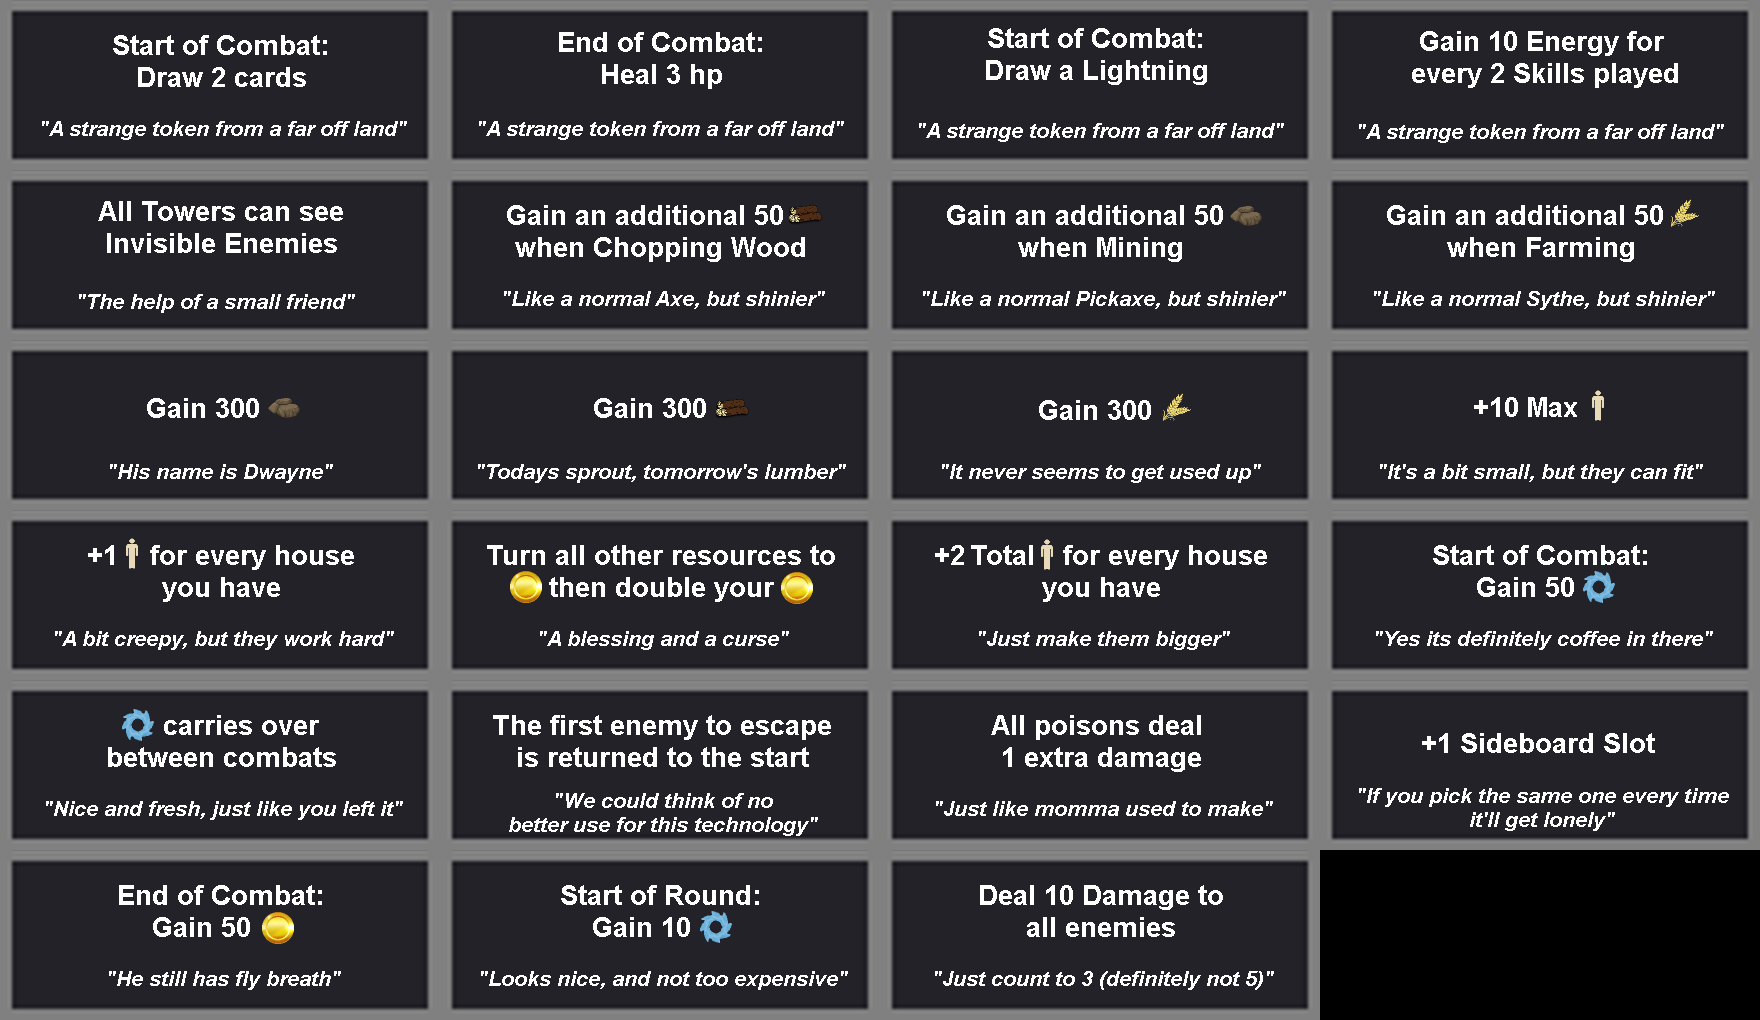 Start of Combat:
Draw 2 cards
"A strange token from a far off land"
End of Combat:
Heal 3 hp
"A strange token from a far off land"
Start of Combat:
Draw a Lightning
"A strange token from a far off land"
Gain 10 Energy for
every 2 Skills played
"A strange token from a far off land"
All Towers can see
Invisible Enemies
"The help of a small friend"
Gain an additional 50
when Chopping Wood
"Like a normal Axe, but shinier"
Gain an additional 50
when Mining
"Like a normal Pickaxe, but shinier"
Gain an additional 50
when Farming
"Like a normal Sythe, but shinier"
Gain 300
"His name is Dwayne"
Gain 300
"Todays sprout, tomorrow's lumber"
Gain 300
"It never seems to get used up"
+10 Max
"It's a bit small, but they can fit"
+1 for every house
you have
"A bit creepy, but they work hard"
Turn all other resources to
then double your
"A blessing and a curse"
+2 Total for every house
you have
"Just make them bigger"
Start of Combat:
Gain 50
"Yes its definitely coffee in there"
carries over
between combats
"Nice and fresh, just like you left it"
The first enemy to escape
is returned to the start
"We could think of no
better use for this technology"
All poisons deal
1 extra damage
"Just like momma used to make"
+1 Sideboard Slot
"If you pick the same one every time
it'll get lonely"
End of Combat:
Gain 50
"He still has fly breath"
Start of Round:
Gain 10
"Looks nice, and not too expensive"
Deal 10 Damage to
all enemies
"Just count to 3 (definitely not 5)"